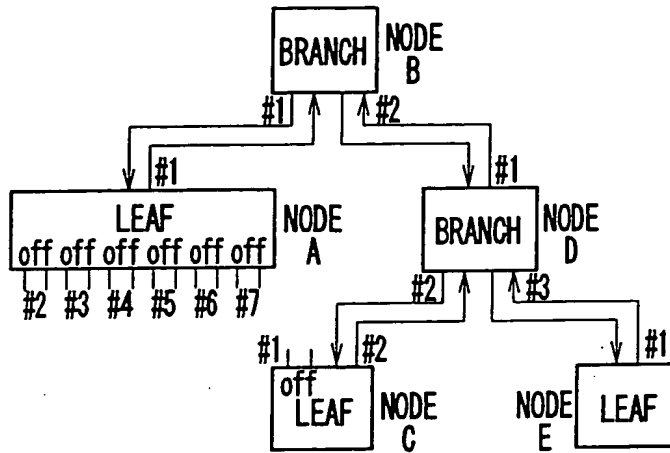 BRANCH
NODE
B
#1
#2
#1
#1
LEAF
NODE
A
off off off off off off
#2 #3 #4 #5 #6 #7
BRANCH
NODE
D
#2
#3
#1
#2
#1
off
LEAF
NODE
C
NODE
E
LEAF